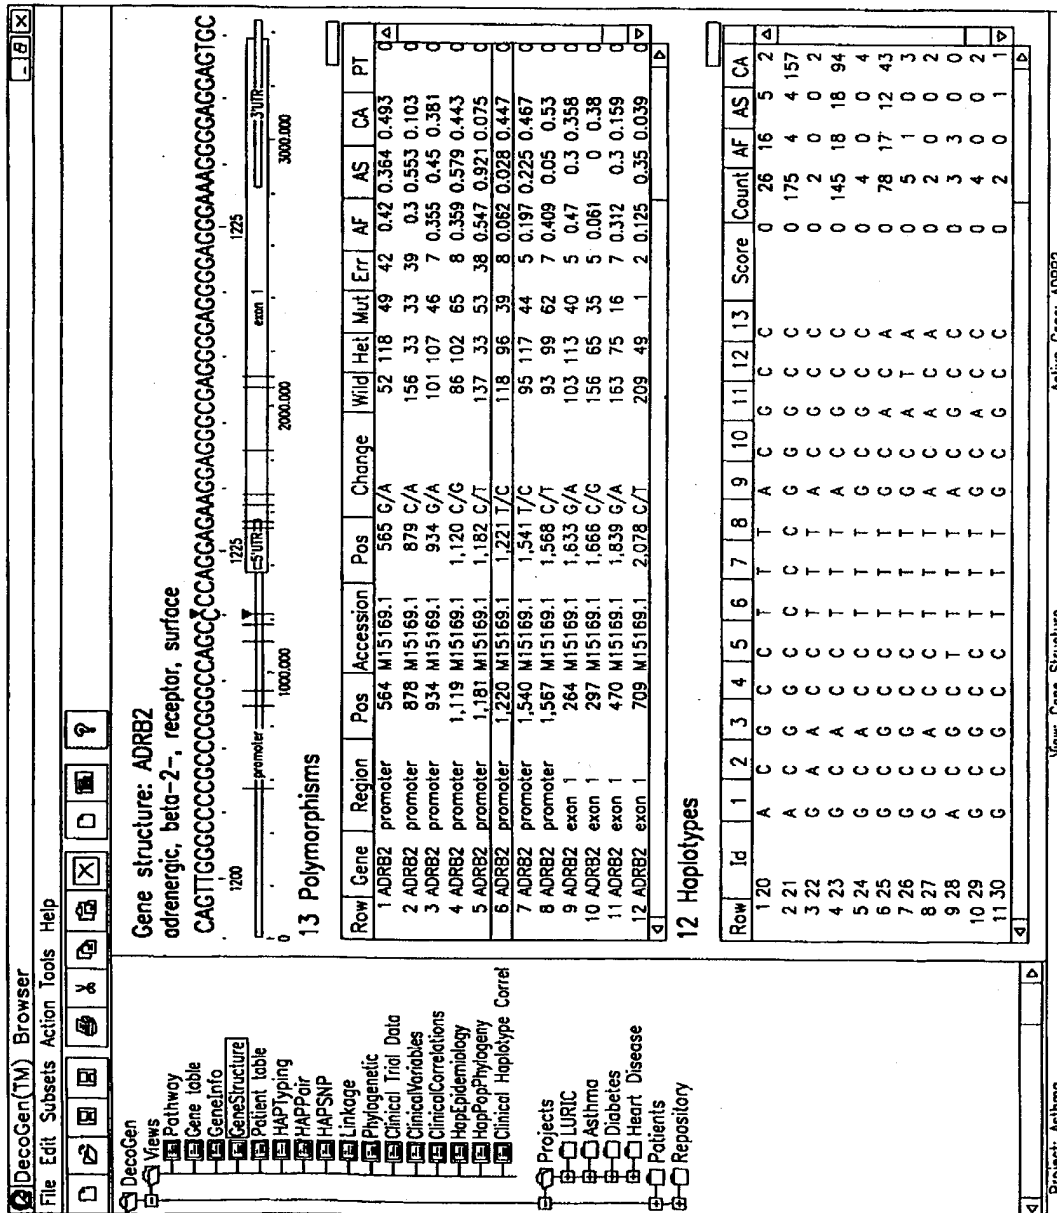 DecoGen(TM) Browser
File Edit Subsets Action Tools Help
DecoGen
Views
Pathway
Gene table
GeneInfo
GeneStructure
Patient table
HAPTyping
HAPPair
HAPSNP
Linkage
Phylogenetic
Clinical Trial Data
ClinicalVariables
ClinicalCorrelations
HapEpidemiology
HapPopPhylogeny
Clinical Haplotype Correl
Projects
LURIC
Asthma
Diabetes
Heart Disease
Patients
Repository
Gene structure: ADRB2
adrenergic, beta-2-, receptor, surface
1200 1225 1225
promoter 5'UTR exon 1 3'UTR
0 1000.000 2000.000 3000.000
13 Polymorphisms
Row Gene Region Pos Accession Pos Change Wild Het Mut Err AF AS CA PT
1 ADRB2 promoter 564 M15169.1 565 G/A 52 118 49 42 0.42 0.364 0.493 0
2 ADRB2 promoter 878 M15169.1 879 C/A 156 33 33 39 0.3 0.553 0.103 0
3 ADRB2 promoter 934 M15169.1 934 G/A 101 107 46 7 0.355 0.45 0.381 0
4 ADRB2 promoter 1,119 M15169.1 1,120 C/G 86 102 65 8 0.359 0.579 0.443 0
5 ADRB2 promoter 1,181 M15169.1 1,182 C/T 137 33 53 38 0.547 0.921 0.075 0
6 ADRB2 promoter 1,220 M15169.1 1,221 T/C 118 96 39 8 0.062 0.028 0.447 0
7 ADRB2 promoter 1,540 M15169.1 1,541 T/C 95 117 44 5 0.197 0.225 0.467 0
8 ADRB2 promoter 1,567 M15169.1 1,568 C/T 93 99 62 7 0.409 0.05 0.53 0
9 ADRB2 exon 1 264 M15169.1 1,633 G/A 103 113 40 5 0.47 0.3 0.358 0
10 ADRB2 exon 1 297 M15169.1 1,666 C/G 156 65 35 5 0.061 0 0.38 0
11 ADRB2 exon 1 470 M15169.1 1,839 G/A 163 75 16 7 0.312 0.3 0.159 0
12 ADRB2 exon 1 709 M15169.1 2,078 C/T 209 49 1 2 0.125 0.35 0.039 0
12 Haplotypes
Row Id 1 2 3 4 5 6 7 8 9 10 11 12 13 Score Count AF AS CA
1 20 A C G C C T T T A C G C C 0 26 16 5 2
2 21 A C G G C C C C G G G C C 0 175 4 4 157
3 22 G A A C C T T T A C G C C 0 2 0 0 2
4 23 G C A C C T T T A C G C C 0 145 18 18 94
5 24 G C A C C T T T G C G C C 0 4 0 0 4
6 25 G C G C C T T T G C A C A 0 78 17 12 43
7 26 G C G C C T T T G C A T A 0 5 1 0 3
8 27 G C A C C T T T A C A C A 0 2 0 0 2
9 28 A C G C T T T T A C G C C 0 3 3 0 0
10 29 G C G C C T T T G C A C C 0 4 0 0 2
11 30 G C G C C T T T G C G C C 0 2 0 1 1
Project: Asthma View: Gene Structure Active Gene: ADRB2